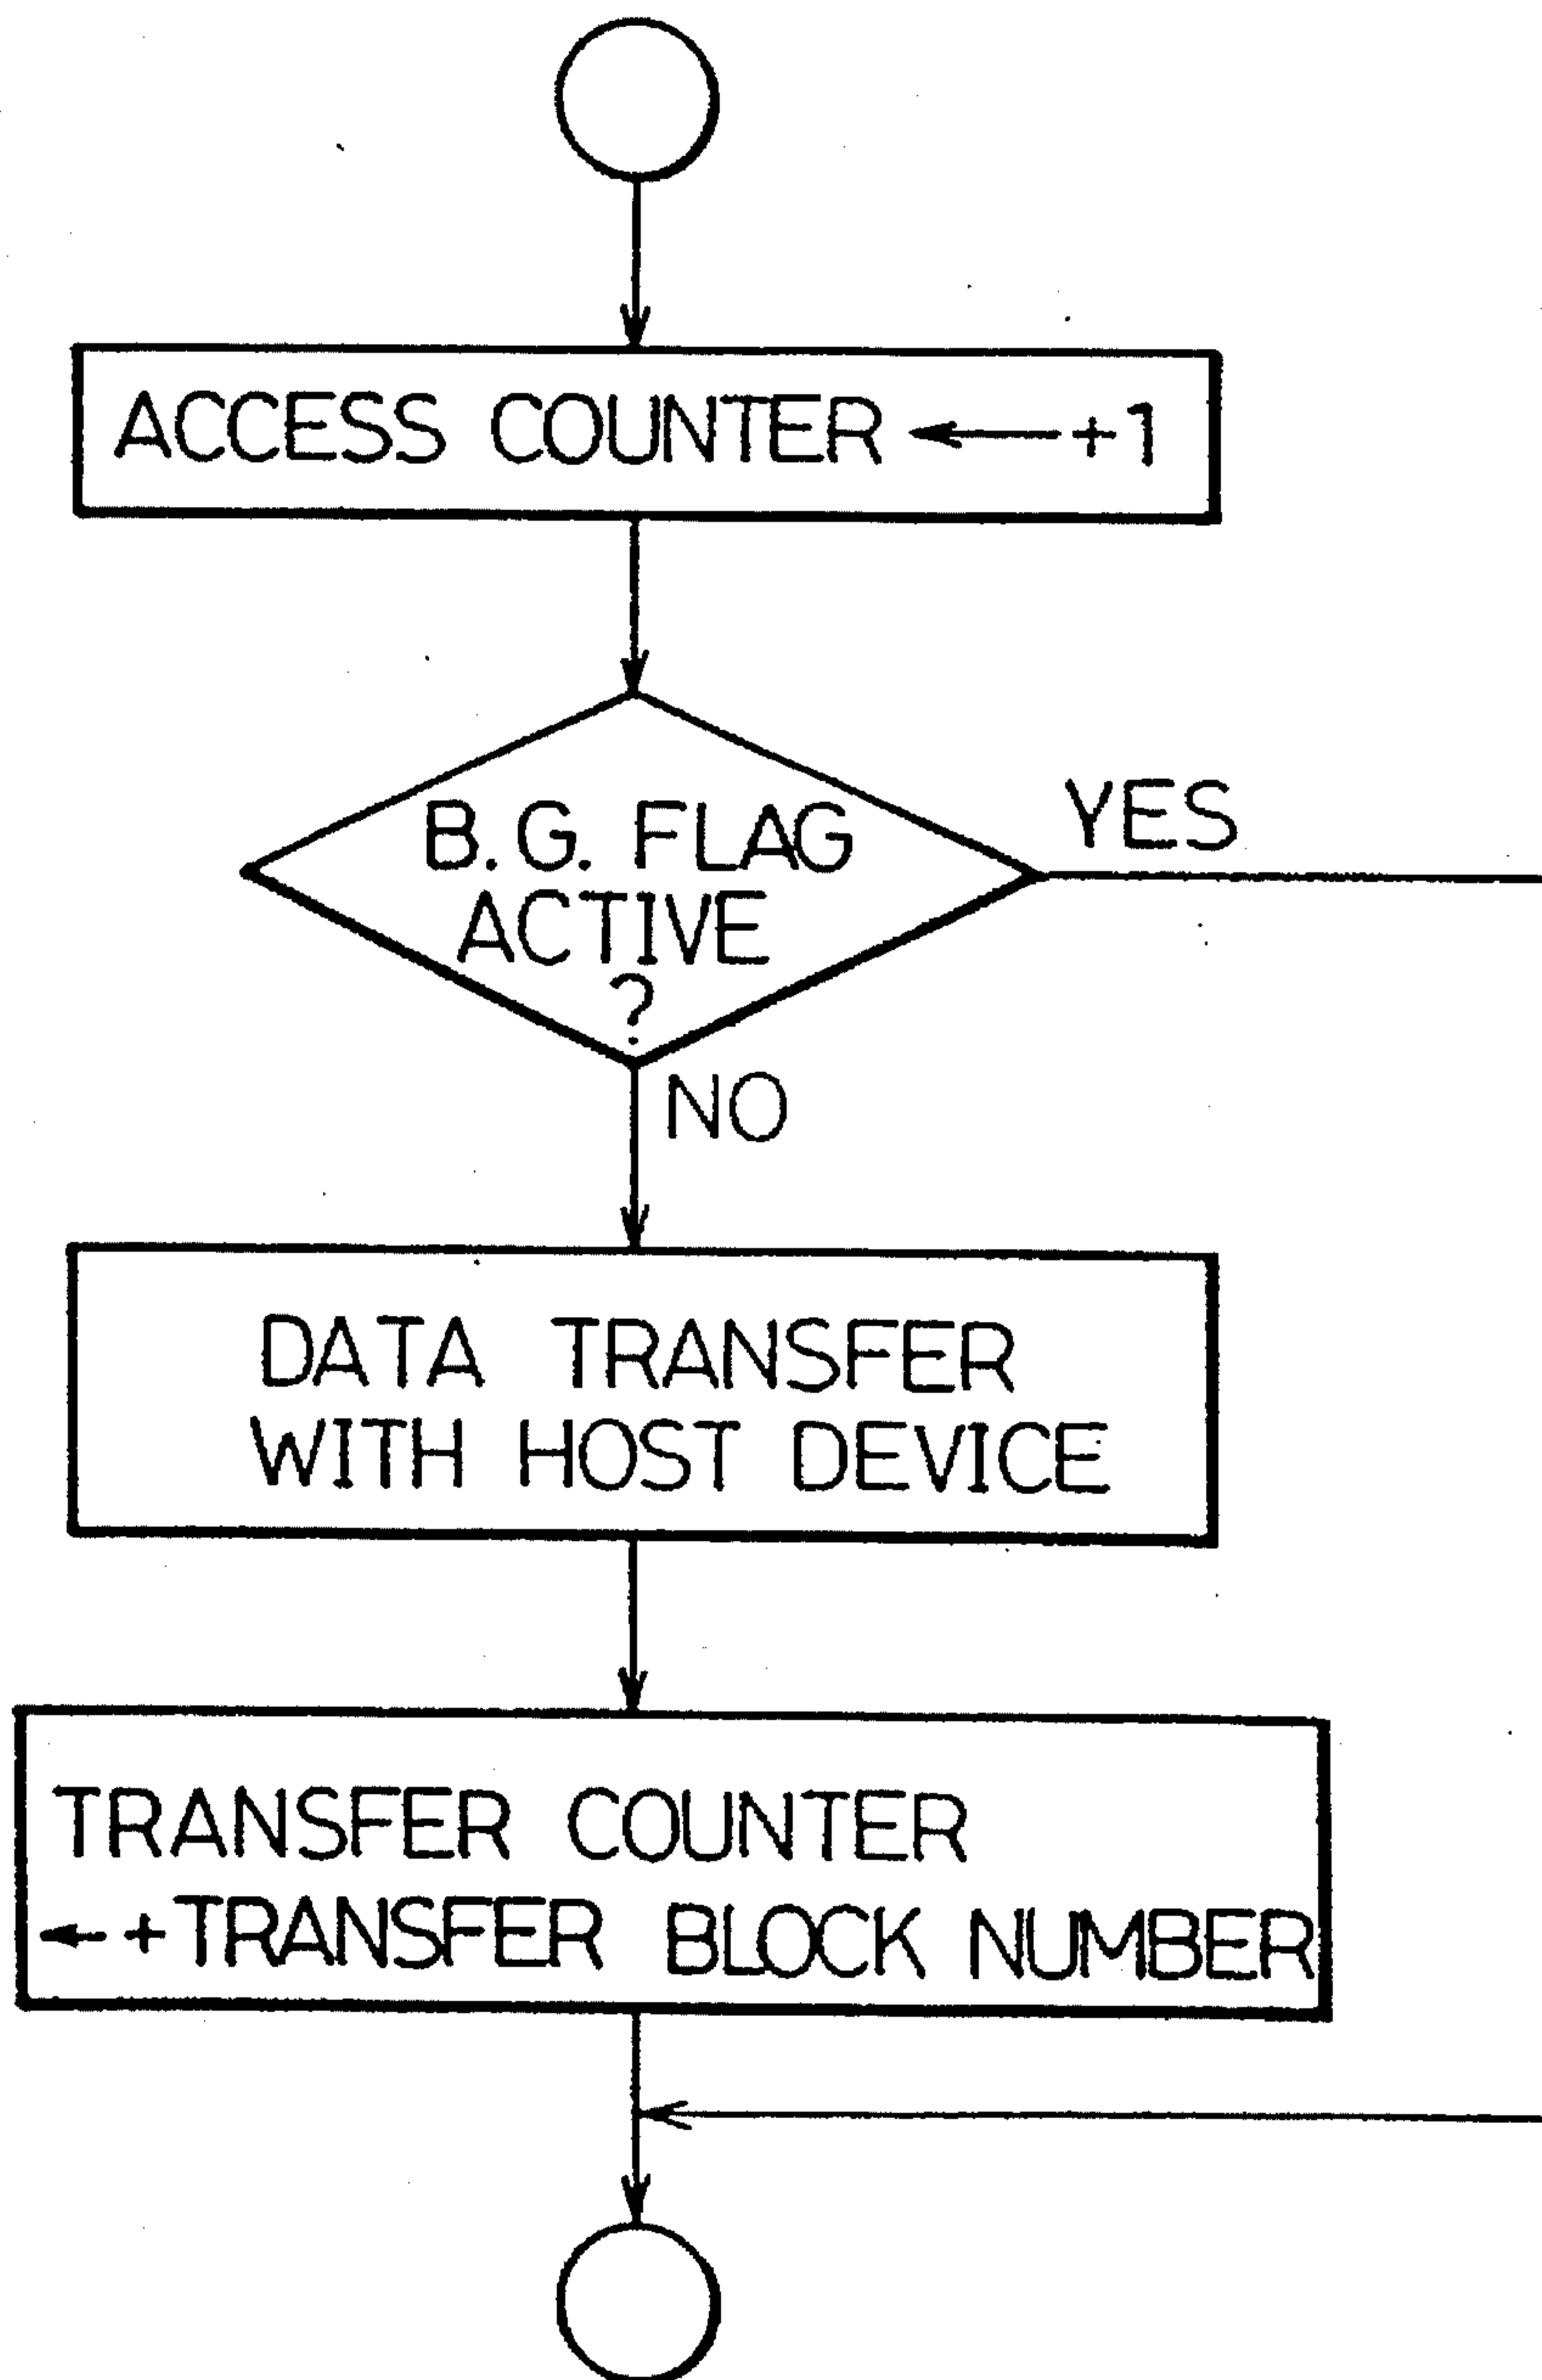 ACCESS COUNTER ← +1
B.G. FLAG
ACTIVE
?
YES
NO
DATA TRANSFER
WITH HOST DEVICE
TRANSFER COUNTER
← +TRANSFER BLOCK NUMBER